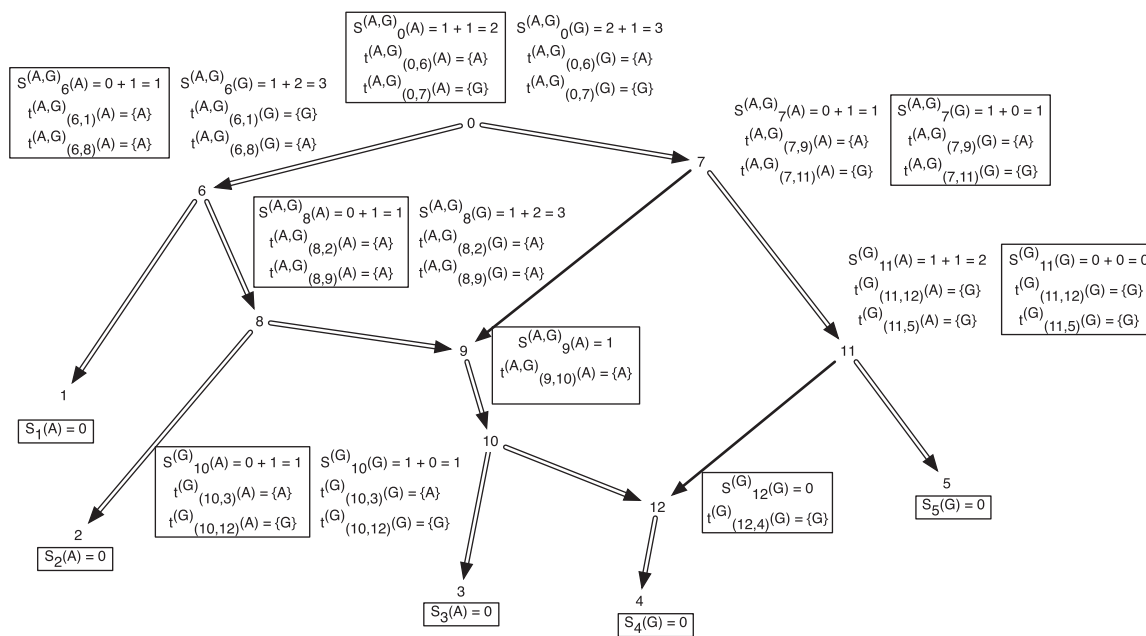 S^(A,G)_0(A) = 1 + 1 = 2 S^(A,G)_0(G) = 2 + 1 = 3
t^(A,G)_(0,6)(A) = {A} t^(A,G)_(0,6)(G) = {A}
t^(A,G)_(0,7)(A) = {G} t^(A,G)_(0,7)(G) = {G}
0
S^(A,G)_6(A) = 0 + 1 = 1 S^(A,G)_6(G) = 1 + 2 = 3
t^(A,G)_(6,1)(A) = {A} t^(A,G)_(6,1)(G) = {G}
t^(A,G)_(6,8)(A) = {A} t^(A,G)_(6,8)(G) = {A}
6
S^(A,G)_7(A) = 0 + 1 = 1 S^(A,G)_7(G) = 1 + 0 = 1
t^(A,G)_(7,9)(A) = {A} t^(A,G)_(7,9)(G) = {A}
t^(A,G)_(7,11)(A) = {G} t^(A,G)_(7,11)(G) = {G}
7
S^(A,G)_8(A) = 0 + 1 = 1 S^(A,G)_8(G) = 1 + 2 = 3
t^(A,G)_(8,2)(A) = {A} t^(A,G)_(8,2)(G) = {A}
t^(A,G)_(8,9)(A) = {A} t^(A,G)_(8,9)(G) = {A}
8
S^(G)_11(A) = 1 + 1 = 2 S^(G)_11(G) = 0 + 0 = 0
t^(G)_(11,12)(A) = {G} t^(G)_(11,12)(G) = {G}
t^(G)_(11,5)(A) = {G} t^(G)_(11,5)(G) = {G}
11
9
S^(A,G)_9(A) = 1
t^(A,G)_(9,10)(A) = {A}
1
S_1(A) = 0
10
S^(G)_10(A) = 0 + 1 = 1 S^(G)_10(G) = 1 + 0 = 1
t^(G)_(10,3)(A) = {A} t^(G)_(10,3)(G) = {A}
t^(G)_(10,12)(A) = {G} t^(G)_(10,12)(G) = {G}
12
S^(G)_12(G) = 0
t^(G)_(12,4)(G) = {G}
5
S_5(G) = 0
2
S_2(A) = 0
3
S_3(A) = 0
4
S_4(G) = 0